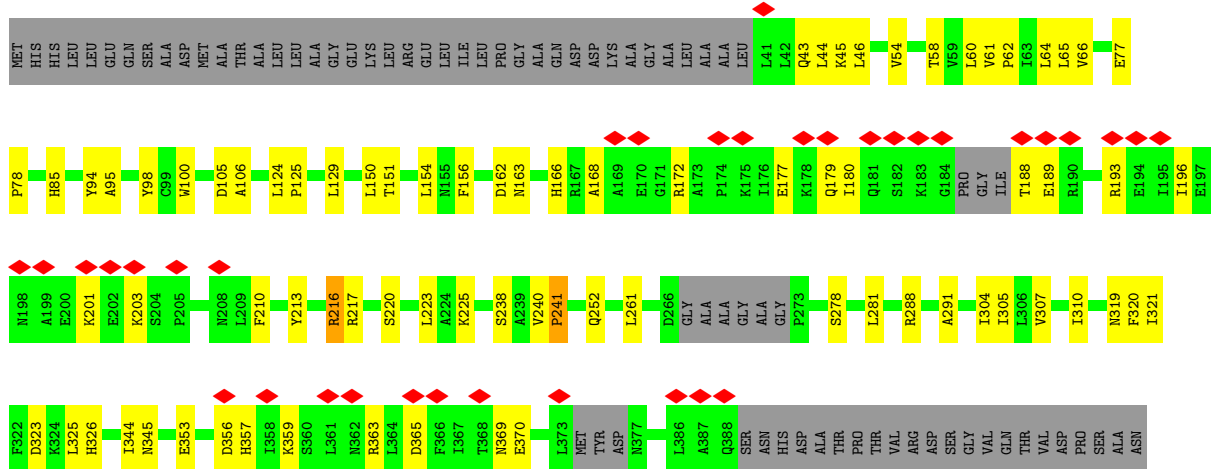 MET HIS HIS LEU LEU GLU GLN SER ALA ASP MET ALA THR ALA LEU LEU ALA GLY GLU LYS LEU ARG GLU LEU ILE LEU PRO GLY ALA GLN ASP ASP LYS ALA GLY ALA LEU ALA ALA LEU L41 L42 Q43 L44 K45 L46 V54 T58 V59 L60 V61 P62 I63 L64 L65 V66 E77
P78 H85 Y94 A95 Y98 C99 W100 D105 A106 L124 P125 L129 L150 T151 L154 N155 F156 D162 N163 H166 R167 A168 A169 E170 G171 R172 A173 P174 K175 I176 E177 K178 Q179 I180 Q181 S182 K183 G184 PRO GLY ILE T188 E189 R190 R193 E194 I195 I196 E197
N198 A199 E200 K201 E202 K203 S204 P205 N208 L209 F210 Y213 R216 R217 S220 L223 A224 K225 S238 A239 V240 P241 Q252 L261 D266 GLY ALA ALA GLY ALA GLY P273 S278 L281 R288 A291 I304 I305 L306 V307 I310 N319 F320 I321
F322 D323 K324 L325 H326 I344 N345 E353 D356 H357 I358 K359 S360 L361 N362 R363 L364 D365 F366 I367 T368 N369 E370 L373 MET TYR ASP N377 L386 A387 Q388 SER ASN HIS ASP ALA THR PRO THR VAL ARG ASP SER GLY VAL GLN THR VAL ASP PRO SER ALA ASN